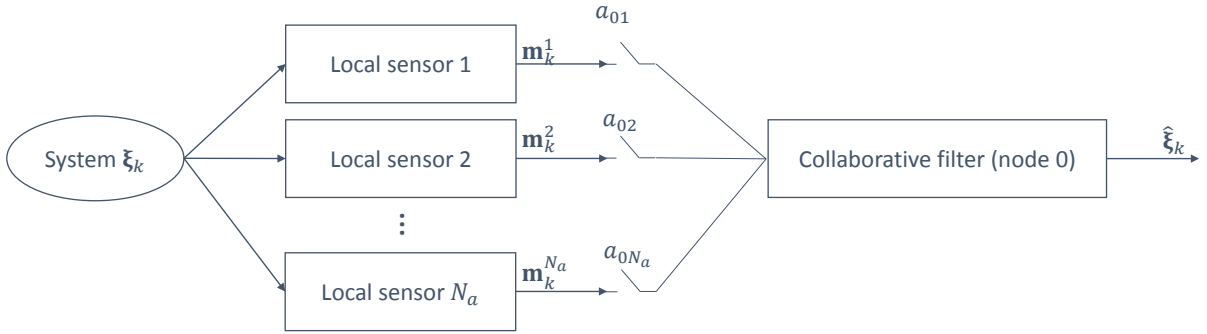 a₀₁
Local sensor 1
𝐦ₖ¹
a₀₂
System 𝛏ₖ
Local sensor 2
𝐦ₖ²
Collaborative filter (node 0)
𝛏̂ₖ
⋮
a₀Nₐ
Local sensor Nₐ
𝐦ₖᴺₐ